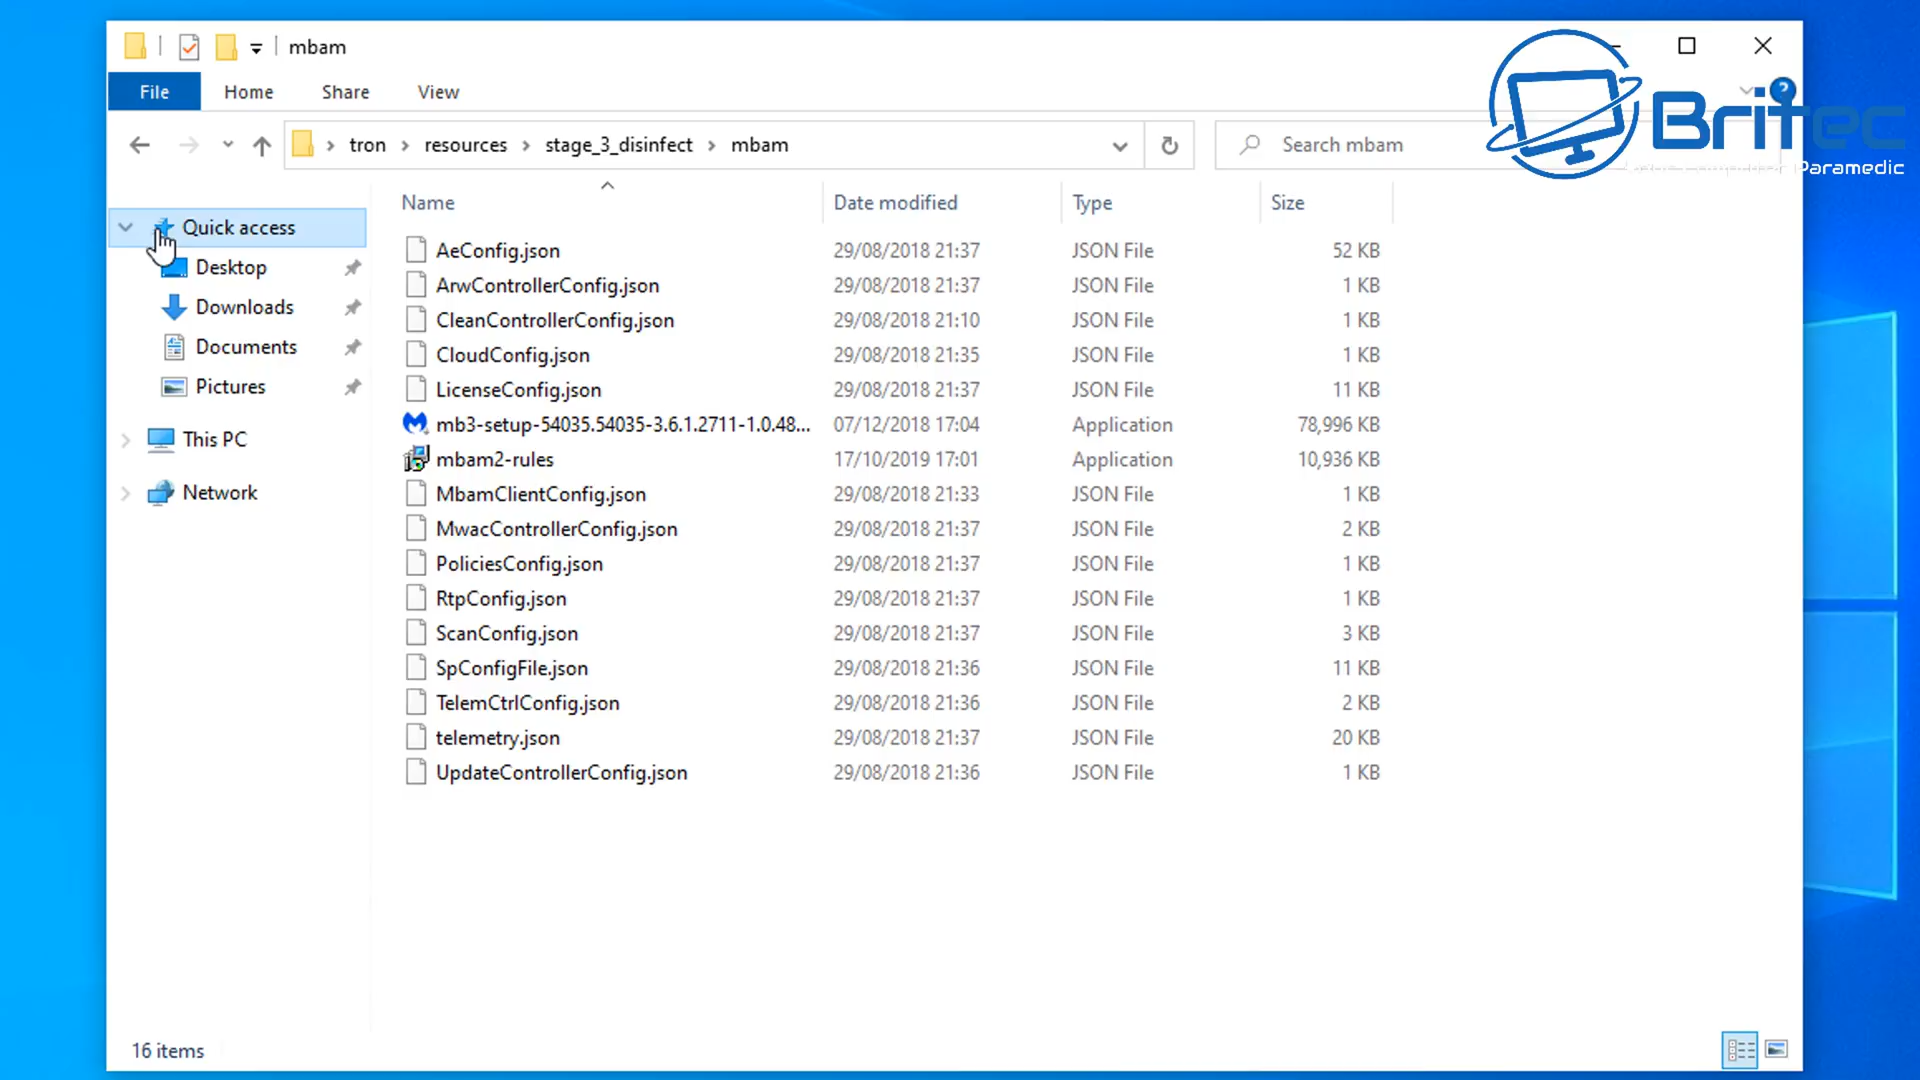 mbam
File Home Share View
tron resources stage_3_disinfect mbam
Search mbam
Britec
Paramedic
Name Date modified Type Size
Quick access
Desktop
Downloads
Documents
Pictures
This PC
Network
AeConfig.json 29/08/2018 21:37 JSON File 52 KB
ArwControllerConfig.json 29/08/2018 21:37 JSON File 1 KB
CleanControllerConfig.json 29/08/2018 21:10 JSON File 1 KB
CloudConfig.json 29/08/2018 21:35 JSON File 1 KB
LicenseConfig.json 29/08/2018 21:37 JSON File 11 KB
mb3-setup-54035.54035-3.6.1.2711-1.0.48... 07/12/2018 17:04 Application 78,996 KB
mbam2-rules 17/10/2019 17:01 Application 10,936 KB
MbamClientConfig.json 29/08/2018 21:33 JSON File 1 KB
MwacControllerConfig.json 29/08/2018 21:37 JSON File 2 KB
PoliciesConfig.json 29/08/2018 21:37 JSON File 1 KB
RtpConfig.json 29/08/2018 21:37 JSON File 1 KB
ScanConfig.json 29/08/2018 21:37 JSON File 3 KB
SpConfigFile.json 29/08/2018 21:36 JSON File 11 KB
TelemCtrlConfig.json 29/08/2018 21:36 JSON File 2 KB
telemetry.json 29/08/2018 21:37 JSON File 20 KB
UpdateControllerConfig.json 29/08/2018 21:36 JSON File 1 KB
16 items